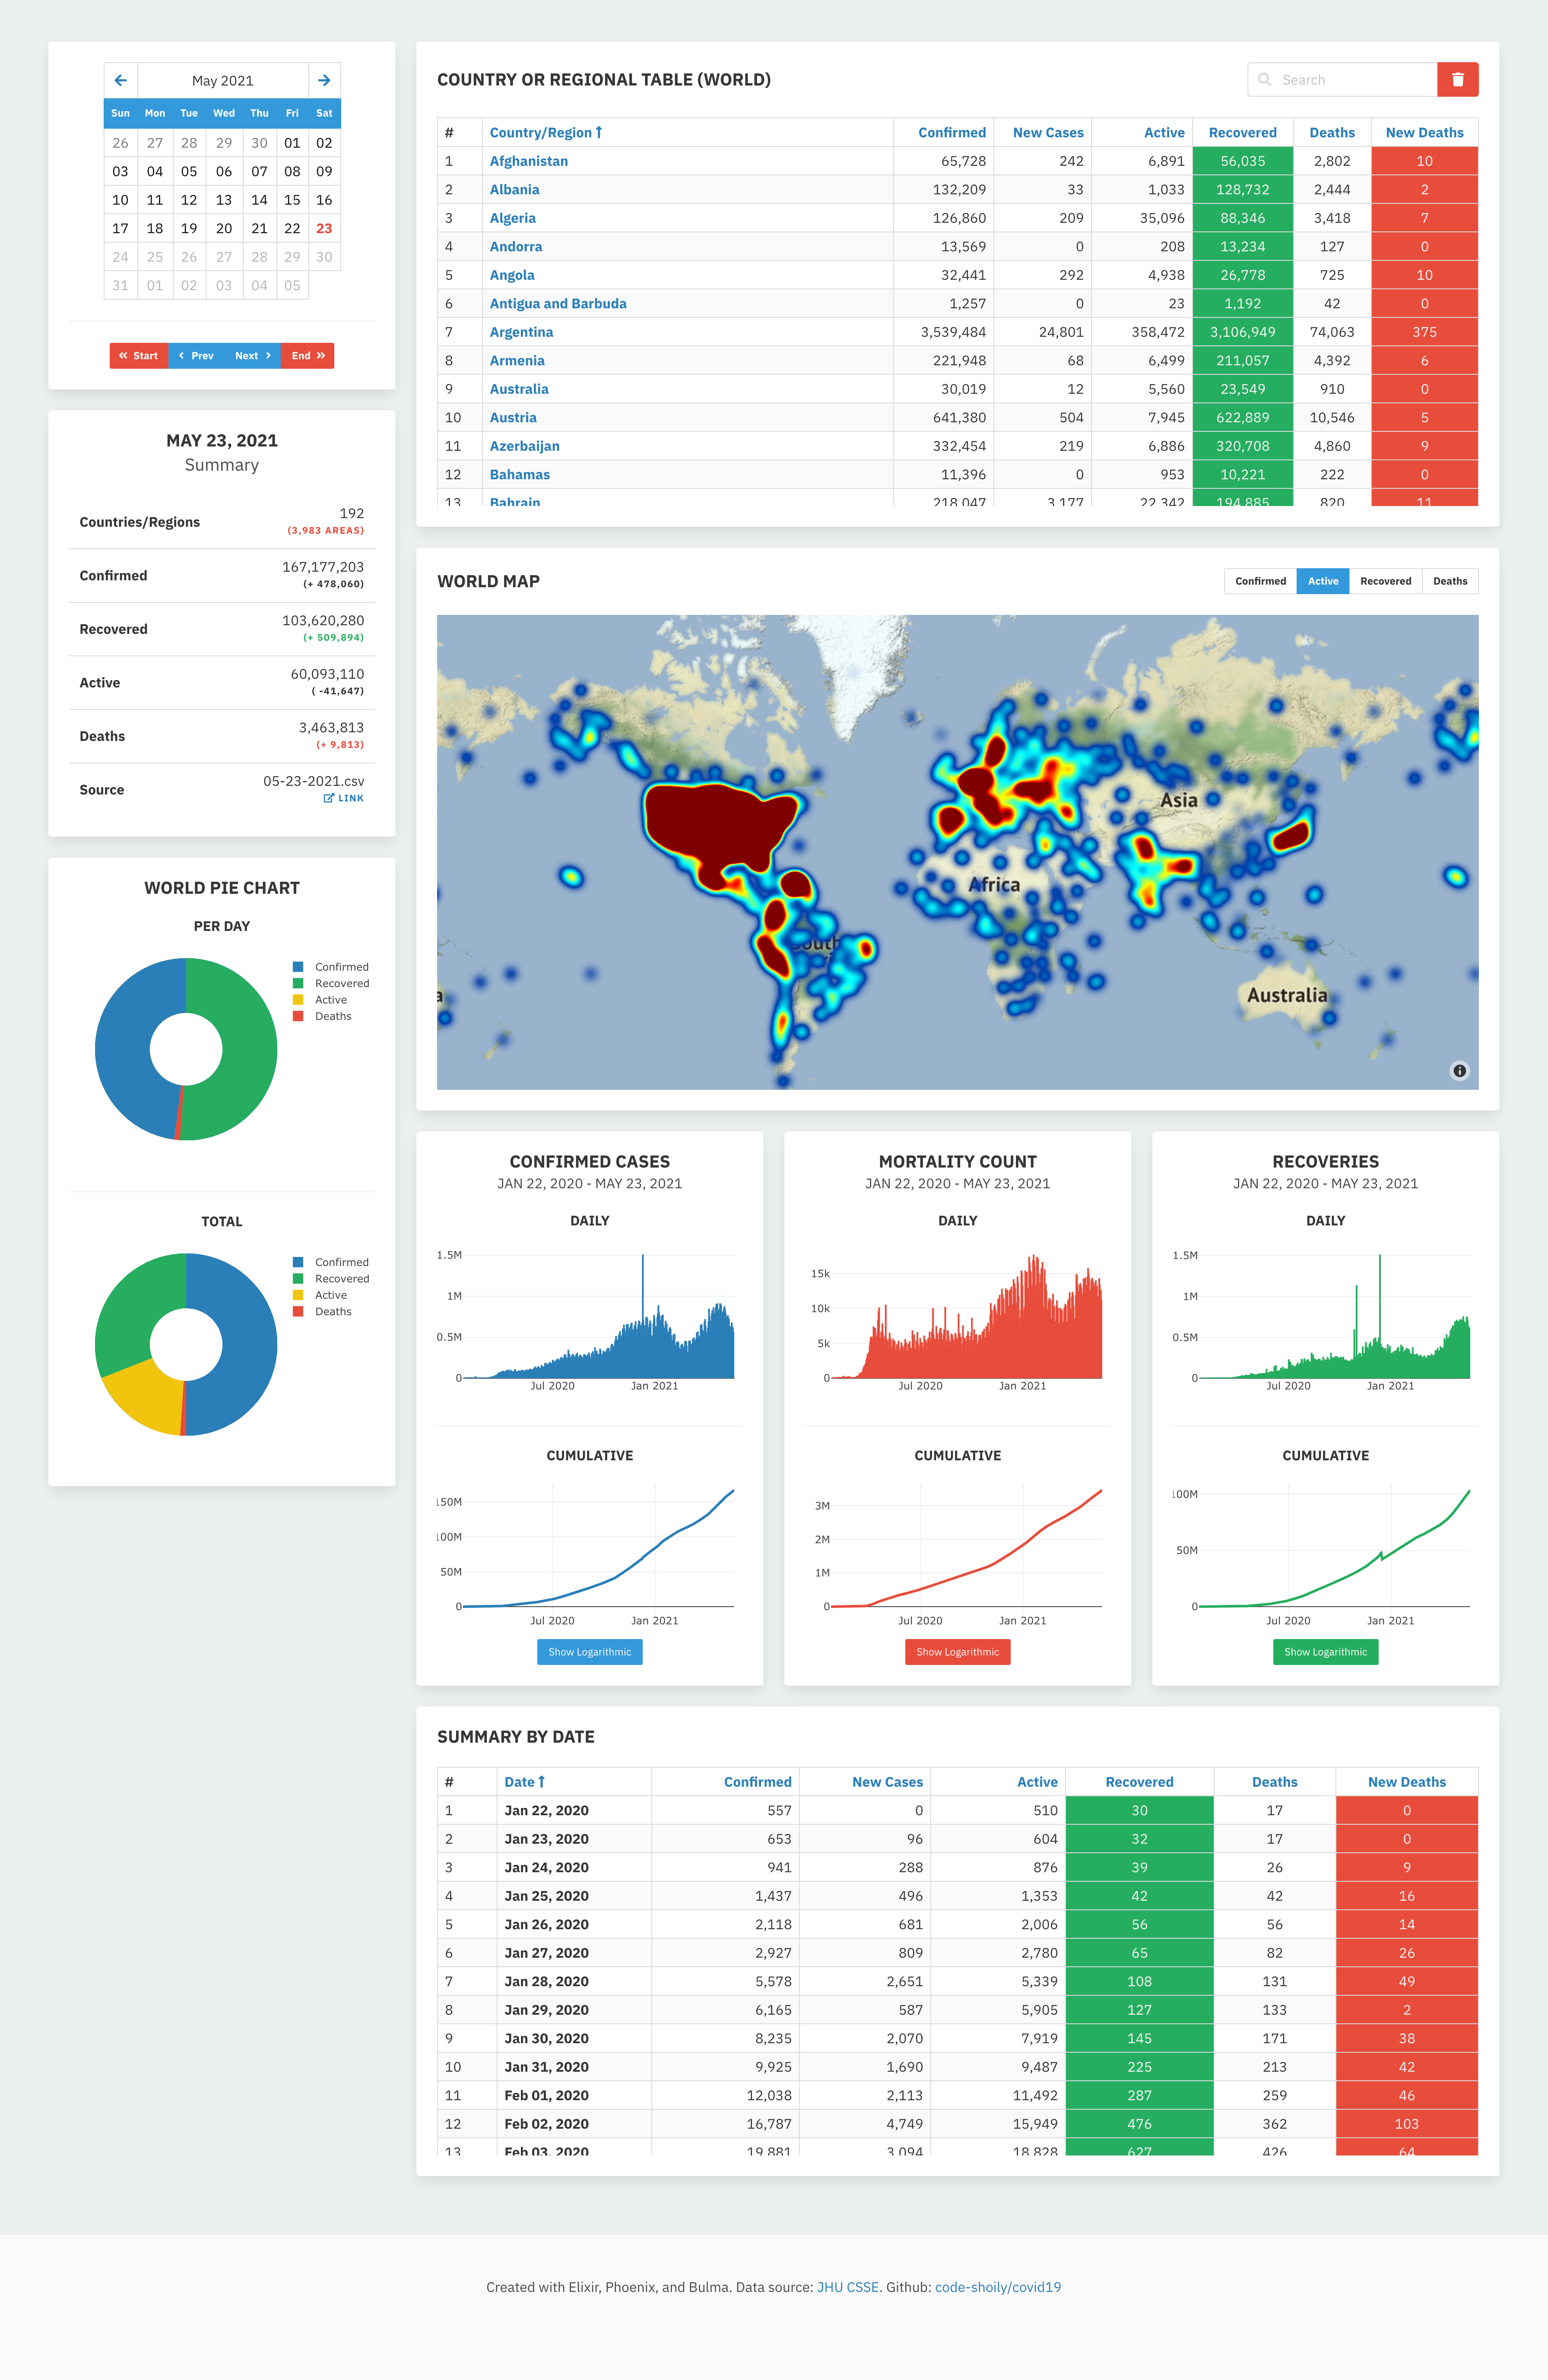 May 2021
Sun Mon Tue Wed Thu Fri Sat
26 27 28 29 30 01 02
03 04 05 06 07 08 09
10 11 12 13 14 15 16
17 18 19 20 21 22 23
24 25 26 27 28 29 30
31 01 02 03 04 05
Start Prev Next End
MAY 23, 2021
Summary
Countries/Regions 192
(3,983 AREAS)
Confirmed 167,177,203
(+ 478,060)
Recovered 103,620,280
(+ 509,894)
Active 60,093,110
( -41,647)
Deaths 3,463,813
(+ 9,813)
Source 05-23-2021.csv
LINK
WORLD PIE CHART
PER DAY
Confirmed
Recovered
Active
Deaths
TOTAL
Confirmed
Recovered
Active
Deaths
COUNTRY OR REGIONAL TABLE (WORLD)
Search
# Country/Region Confirmed New Cases Active Recovered Deaths New Deaths
1 Afghanistan 65,728 242 6,891 56,035 2,802 10
2 Albania 132,209 33 1,033 128,732 2,444 2
3 Algeria 126,860 209 35,096 88,346 3,418 7
4 Andorra 13,569 0 208 13,234 127 0
5 Angola 32,441 292 4,938 26,778 725 10
6 Antigua and Barbuda 1,257 0 23 1,192 42 0
7 Argentina 3,539,484 24,801 358,472 3,106,949 74,063 375
8 Armenia 221,948 68 6,499 211,057 4,392 6
9 Australia 30,019 12 5,560 23,549 910 0
10 Austria 641,380 504 7,945 622,889 10,546 5
11 Azerbaijan 332,454 219 6,886 320,708 4,860 9
12 Bahamas 11,396 0 953 10,221 222 0
13 Bahrain 218,047 3,177 22,342 194,885 820 11
WORLD MAP
Confirmed Active Recovered Deaths
Asia
Africa
South
Australia
a
CONFIRMED CASES
JAN 22, 2020 - MAY 23, 2021
DAILY
1.5M
1M
0.5M
0
Jul 2020 Jan 2021
CUMULATIVE
150M
100M
50M
0
Jul 2020 Jan 2021
Show Logarithmic
MORTALITY COUNT
JAN 22, 2020 - MAY 23, 2021
DAILY
15k
10k
5k
0
Jul 2020 Jan 2021
CUMULATIVE
3M
2M
1M
0
Jul 2020 Jan 2021
Show Logarithmic
RECOVERIES
JAN 22, 2020 - MAY 23, 2021
DAILY
1.5M
1M
0.5M
0
Jul 2020 Jan 2021
CUMULATIVE
100M
50M
0
Jul 2020 Jan 2021
Show Logarithmic
SUMMARY BY DATE
# Date Confirmed New Cases Active Recovered Deaths New Deaths
1 Jan 22, 2020 557 0 510 30 17 0
2 Jan 23, 2020 653 96 604 32 17 0
3 Jan 24, 2020 941 288 876 39 26 9
4 Jan 25, 2020 1,437 496 1,353 42 42 16
5 Jan 26, 2020 2,118 681 2,006 56 56 14
6 Jan 27, 2020 2,927 809 2,780 65 82 26
7 Jan 28, 2020 5,578 2,651 5,339 108 131 49
8 Jan 29, 2020 6,165 587 5,905 127 133 2
9 Jan 30, 2020 8,235 2,070 7,919 145 171 38
10 Jan 31, 2020 9,925 1,690 9,487 225 213 42
11 Feb 01, 2020 12,038 2,113 11,492 287 259 46
12 Feb 02, 2020 16,787 4,749 15,949 476 362 103
13 Feb 03, 2020 19,881 3,094 18,828 627 426 64
Created with Elixir, Phoenix, and Bulma. Data source: JHU CSSE. Github: code-shoily/covid19